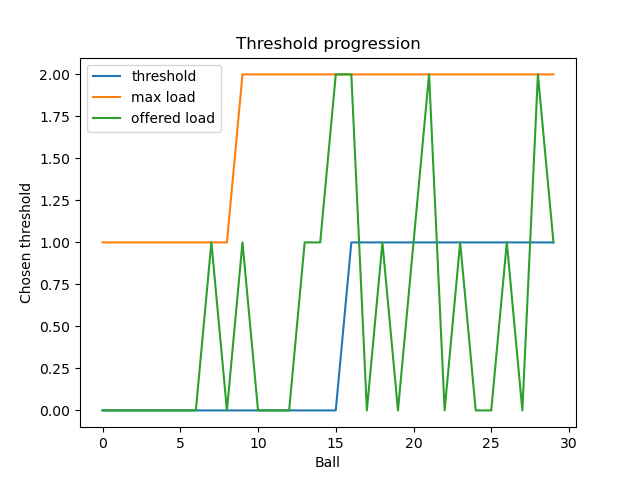 Threshold progression
threshold
max load
offered load
2.00
1.75
1.50
1.25
1.00
0.75
0.50
0.25
0.00
Chosen threshold
0 5 10 15 20 25 30
Ball